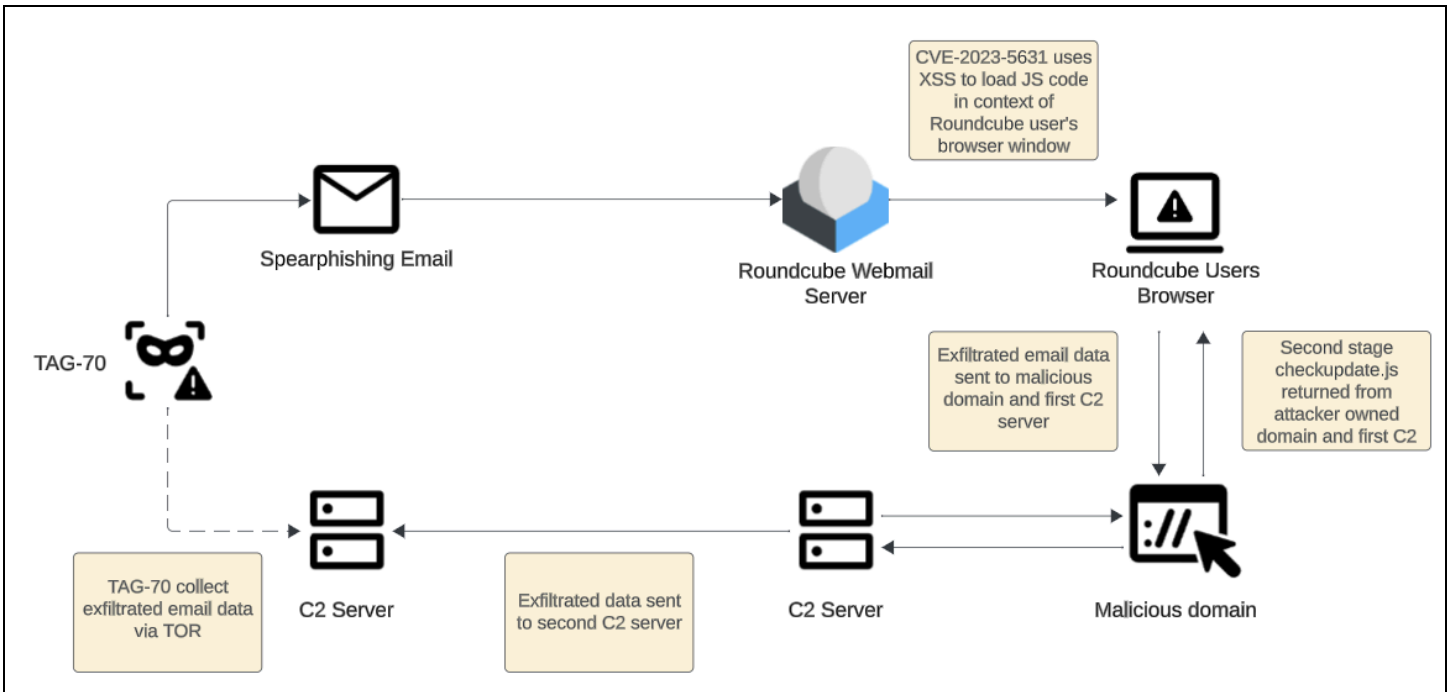 CVE-2023-5631 uses
XSS to load JS code
in context of
Roundcube user's
browser window
Spearphishing Email
Roundcube Webmail
Server
Roundcube Users
Browser
TAG-70
Exfiltrated email data
sent to malicious
domain and first C2
server
Second stage
checkupdate.js
returned from
attacker owned
domain and first C2
TAG-70 collect
exfiltrated email data
via TOR
C2 Server
Exfiltrated data sent
to second C2 server
C2 Server
://
Malicious domain